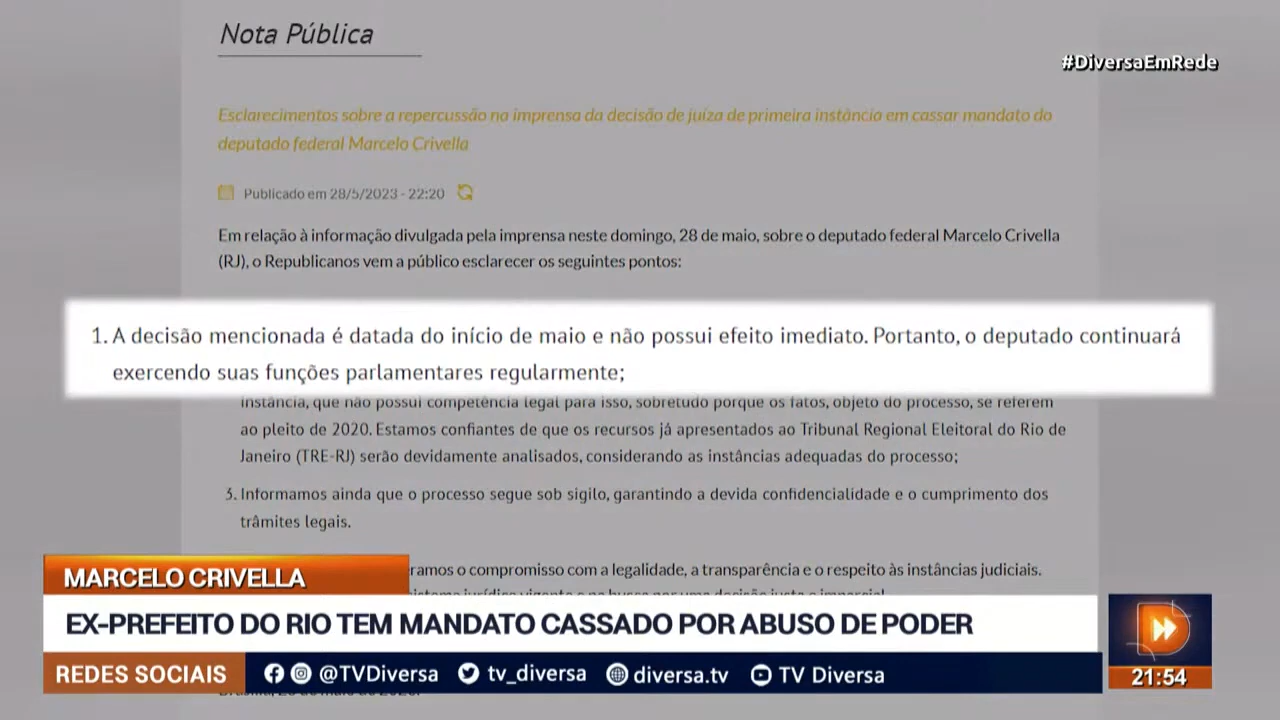 Nota Pública
#DiversaEmRede
Esclarecimentos sobre a repercussão na imprensa da decisão de juíza de primeira instância em cassar mandato do
deputado federal Marcelo Crivella
Publicado em 28/5/2023 - 22:20
Em relação à informação divulgada pela imprensa neste domingo, 28 de maio, sobre o deputado federal Marcelo Crivella
(RJ), o Republicanos vem a público esclarecer os seguintes pontos:
1. A decisão mencionada é datada do início de maio e não possui efeito imediato. Portanto, o deputado continuará
exercendo suas funções parlamentares regularmente;
instância, que não possui competência legal para isso, sobretudo porque os fatos, objeto do processo, se referem
ao pleito de 2020. Estamos confiantes de que os recursos já apresentados ao Tribunal Regional Eleitoral do Rio de
Janeiro (TRE-RJ) serão devidamente analisados, considerando as instâncias adequadas do processo;
3. Informamos ainda que o processo segue sob sigilo, garantindo a devida confidencialidade e o cumprimento dos
trâmites legais.
ramos o compromisso com a legalidade, a transparência e o respeito às instâncias judiciais.
MARCELO CRIVELLA
EX-PREFEITO DO RIO TEM MANDATO CASSADO POR ABUSO DE PODER
REDES SOCIAIS @TVDiversa tv_diversa diversa.tv TV Diversa
21:54